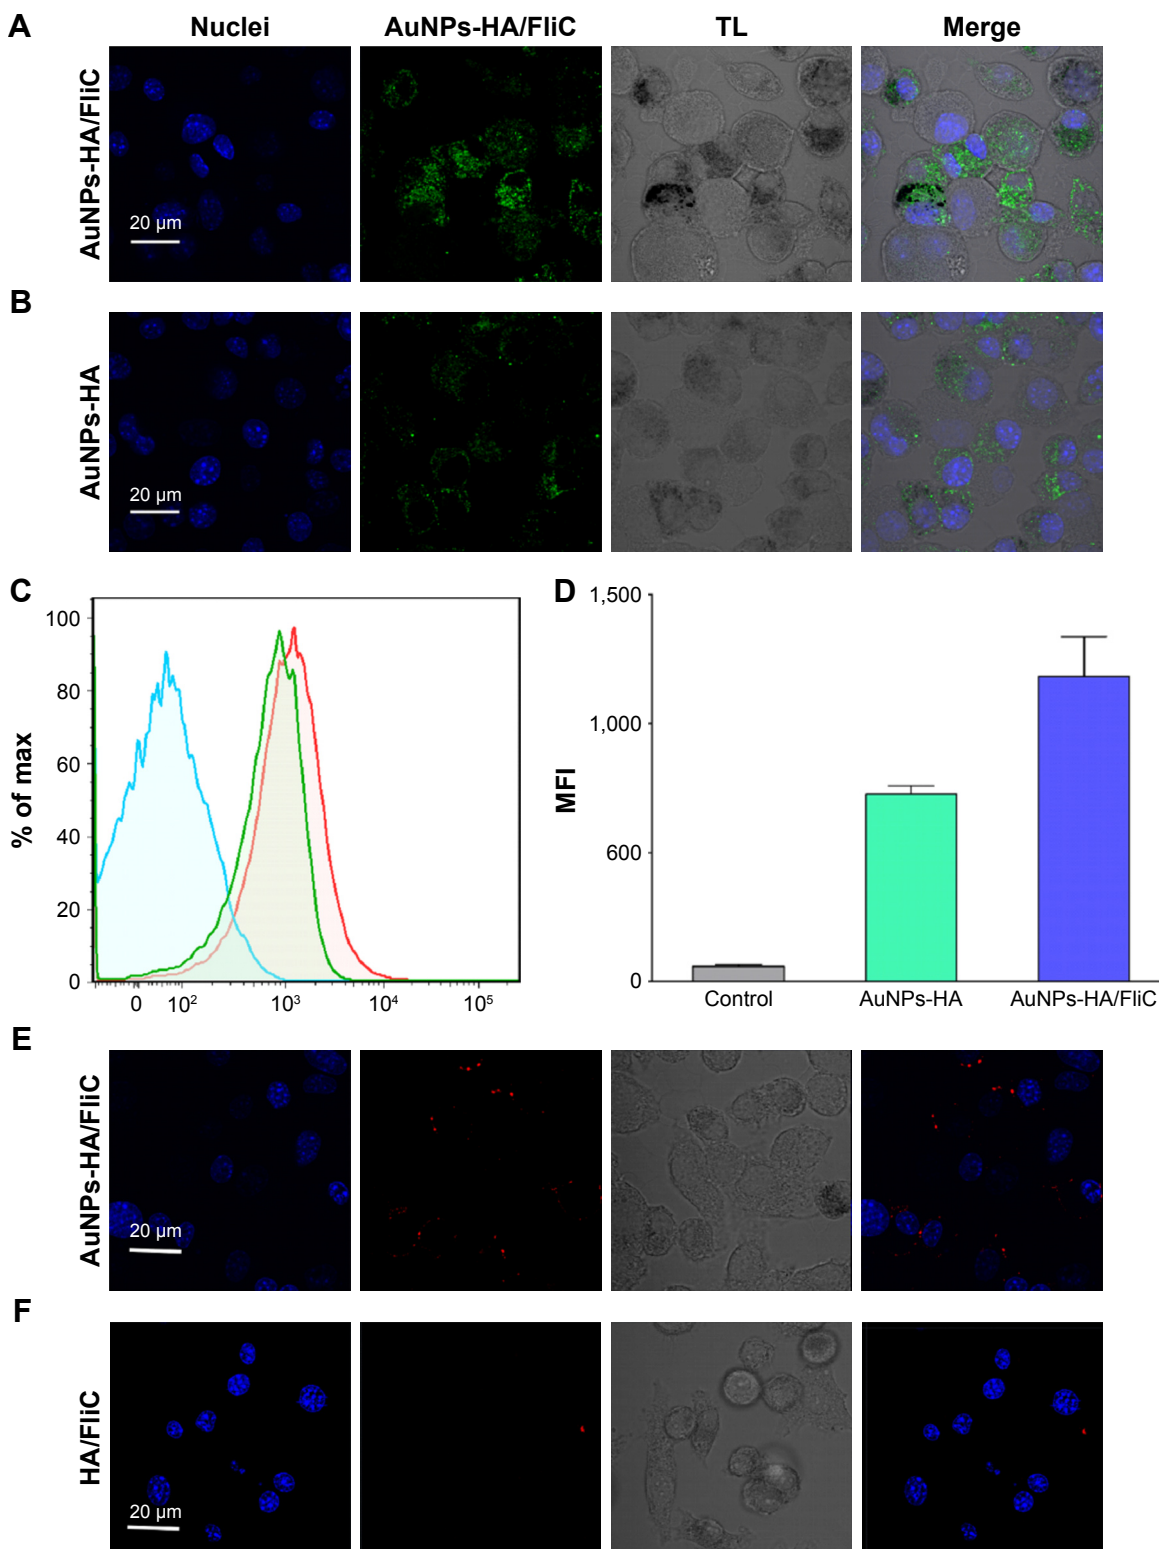 A
Nuclei
AuNPs-HA/FliC
TL
Merge
AuNPs-HA/FliC
20 µm
B
AuNPs-HA
20 µm
C
% of max
100
80
60
40
20
0
0
10²
10³
10⁴
10⁵
D
MFI
1,500
1,000
600
0
Control
AuNPs-HA
AuNPs-HA/FliC
E
AuNPs-HA/FliC
20 µm
F
HA/FliC
20 µm